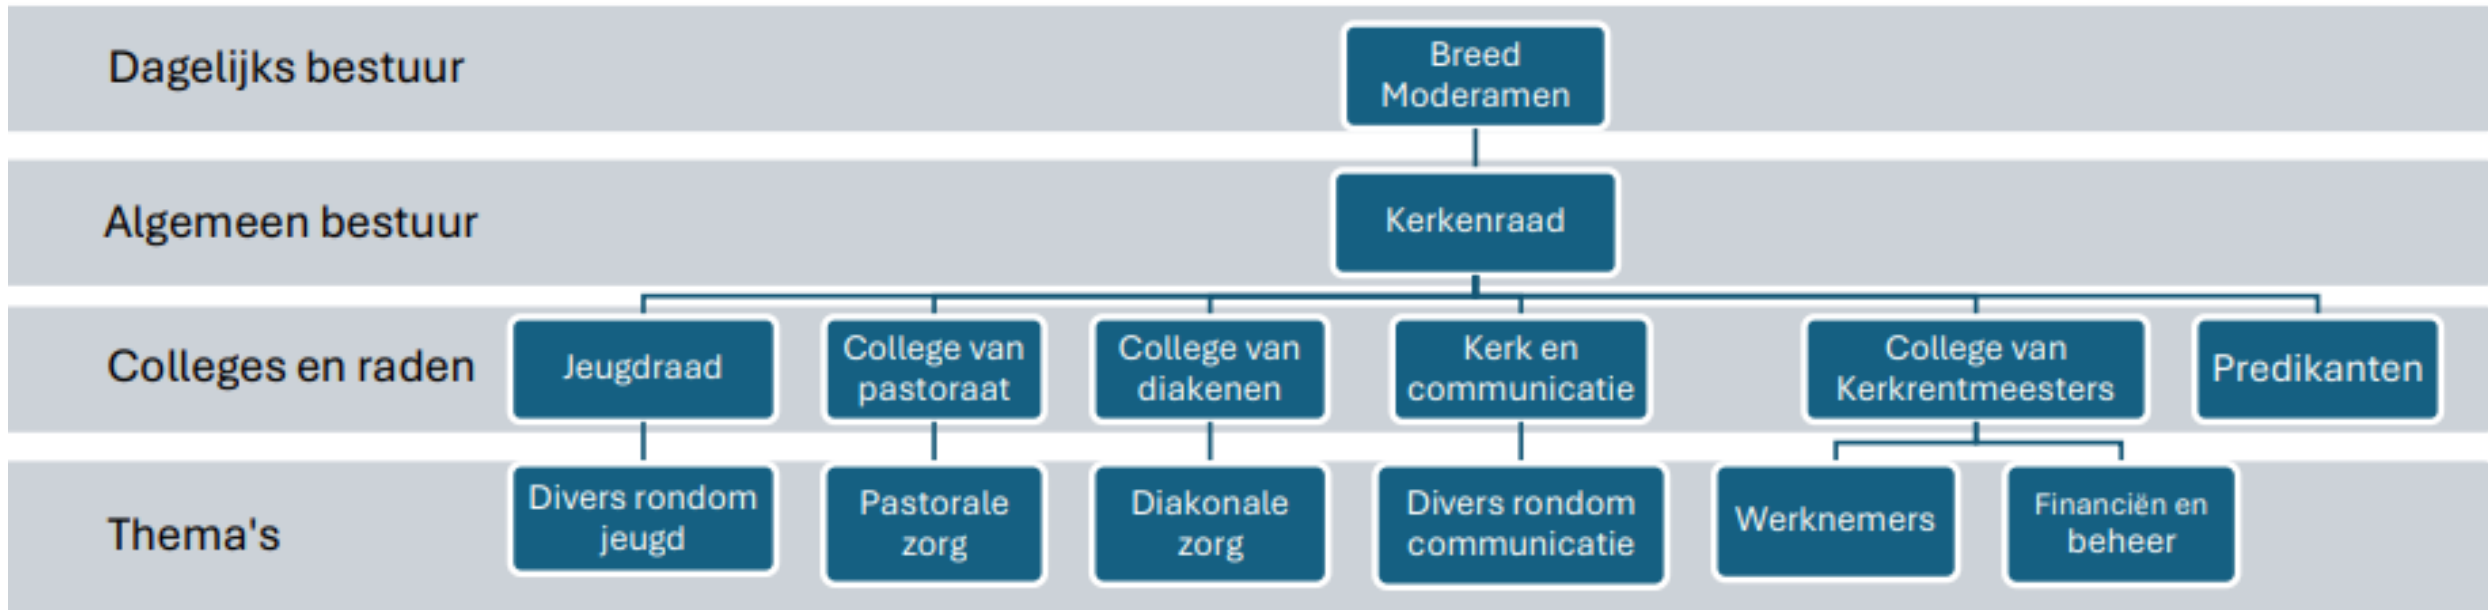 Dagelijks bestuur
Breed
Moderamen
Algemeen bestuur
Kerkenraad
Colleges en raden
Jeugdraad
College van
pastoraat
College van
diakenen
Kerk en
communicatie
College van
Kerkrentmeesters
Predikanten
Thema's
Divers rondom
jeugd
Pastorale
zorg
Diakonale
zorg
Divers rondom
communicatie
Werknemers
Financiën en
beheer